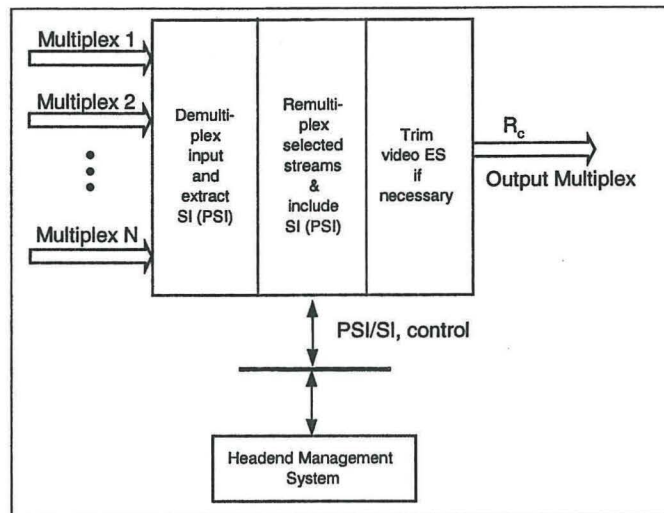 Multiplex 1
Multiplex 2
Multiplex N
Demulti-
plex
input
and
extract
SI (PSI)
Remulti-
plex
selected
streams
&
include
SI (PSI)
Trim
video ES
if
necessary
Rc
Output Multiplex
PSI/SI, control
Headend Management
System